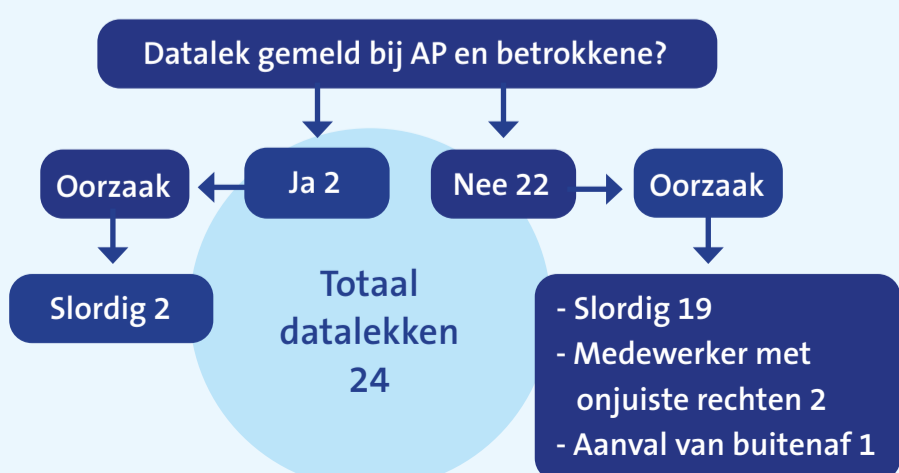 Datalek gemeld bij AP en betrokkene?
Oorzaak
Ja 2
Nee 22
Oorzaak
Slordig 2
Totaal
datalekken
24
- Slordig 19
- Medewerker met
onjuiste rechten 2
- Aanval van buitenaf 1